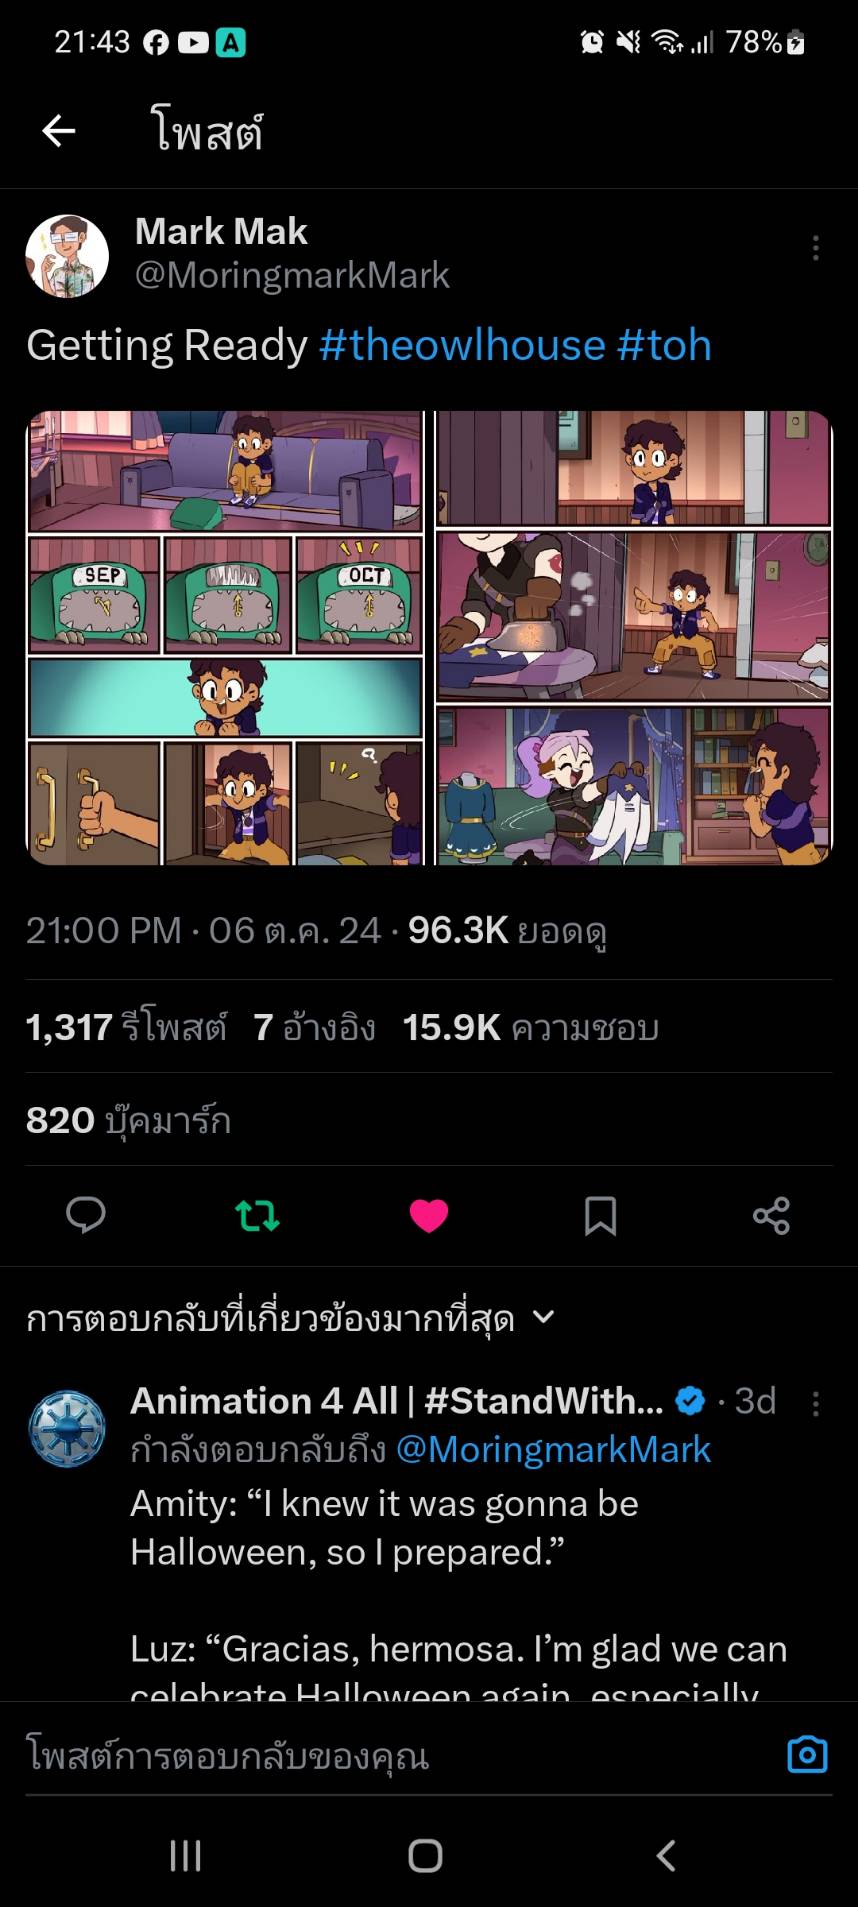 21:43
78%
โพสต์
Mark Mak
@MoringmarkMark
Getting Ready #theowlhouse #toh
SEP
OCT
?
21:00 PM · 06 ต.ค. 24 · 96.3K ยอดดู
1,317 รีโพสต์ 7 อ้างอิง 15.9K ความชอบ
820 บุ๊คมาร์ก
การตอบกลับที่เกี่ยวข้องมากที่สุด
Animation 4 All | #StandWith... · 3d
กำลังตอบกลับถึง @MoringmarkMark
Amity: “I knew it was gonna be
Halloween, so I prepared.”
Luz: “Gracias, hermosa. I’m glad we can
celebrate Halloween again, especially
โพสต์การตอบกลับของคุณ